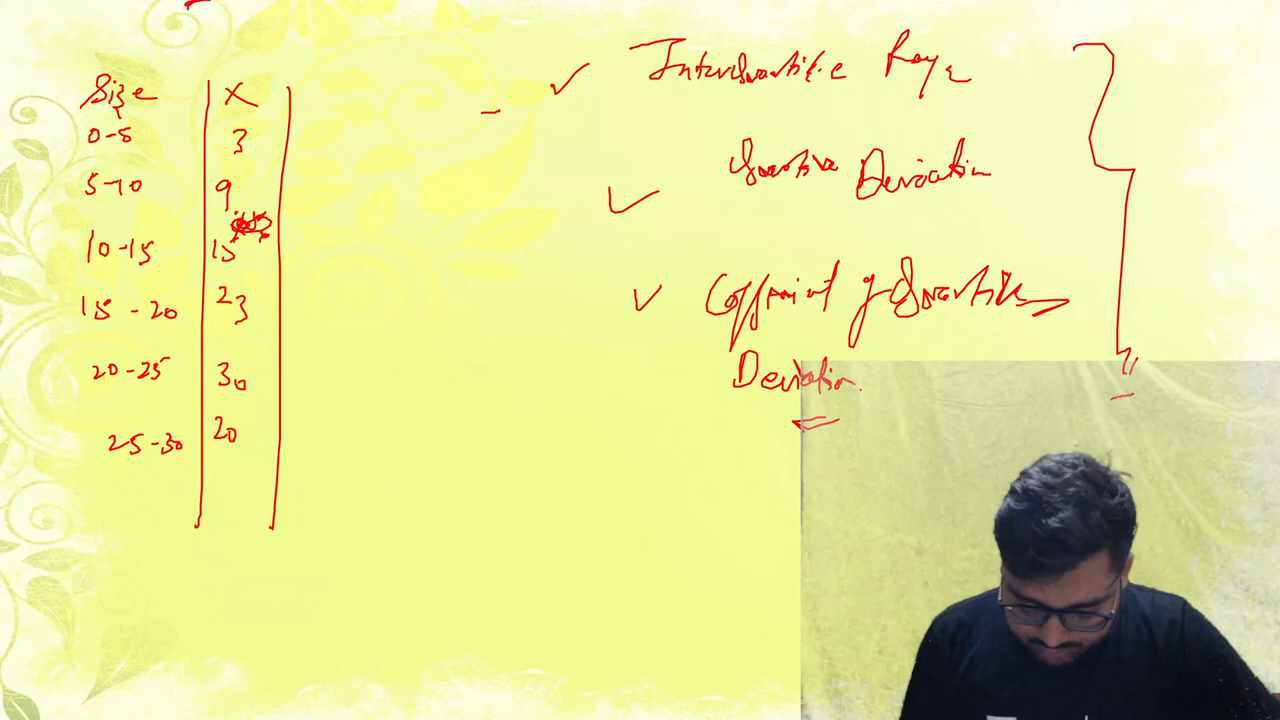 Size X
0-5 3
5-10 9
10-15 15
15-20 23
20-25 30
25-30 20
Interquartile Range
Quartile Deviation
Coefficient of Quartile
Deviation.